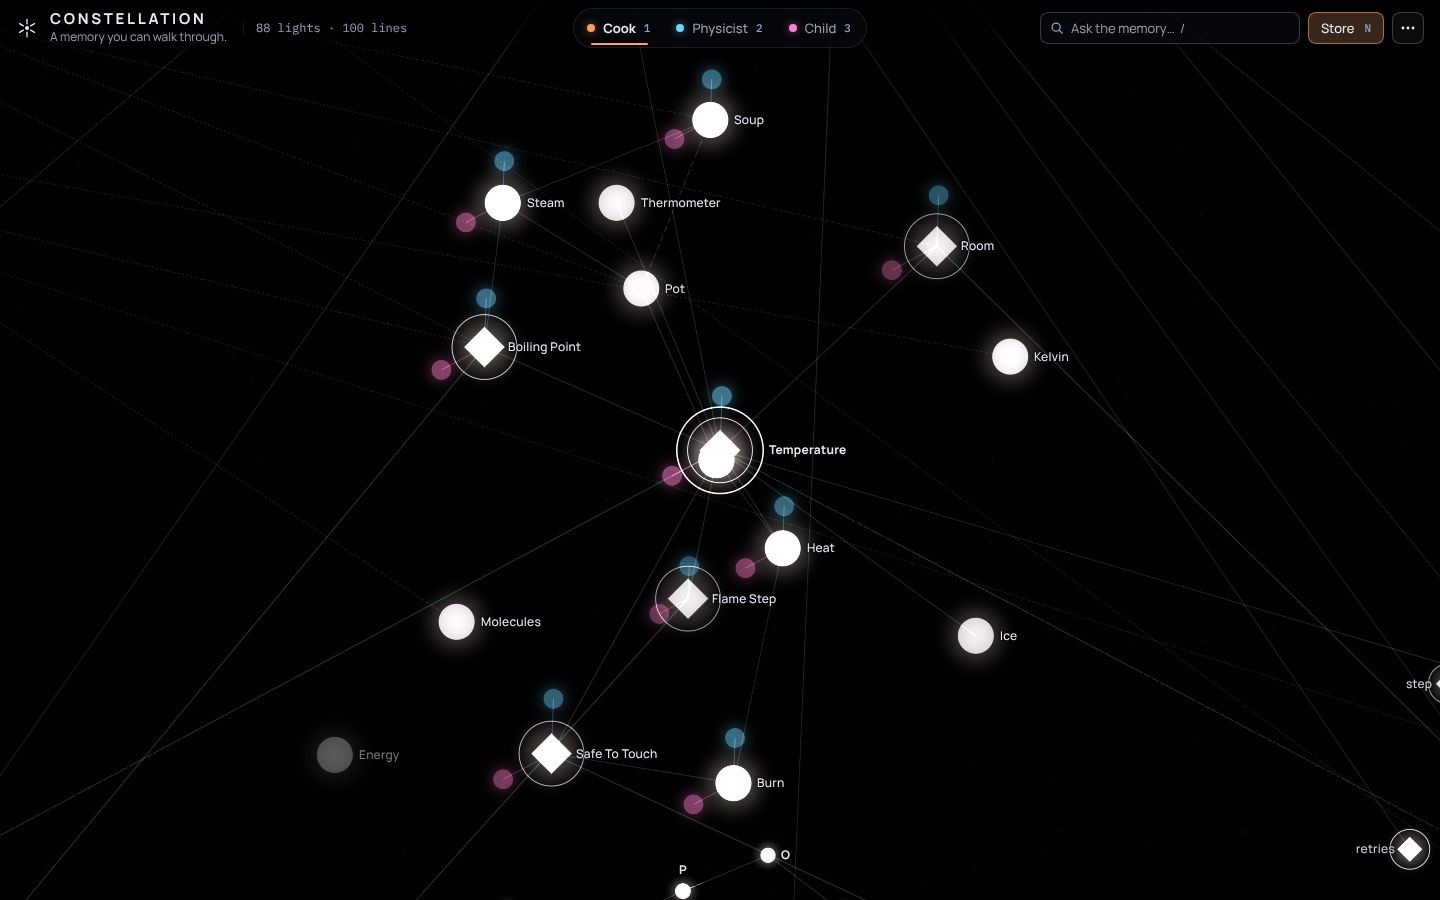 CONSTELLATION
A memory you can walk through.
88 lights · 100 lines
Cook 1
Physicist 2
Child 3
Ask the memory... /
Store N
Soup
Steam
Thermometer
Room
Pot
Boiling Point
Kelvin
Temperature
Heat
Flame Step
Molecules
Ice
step
Energy
Safe To Touch
Burn
retries
O
P